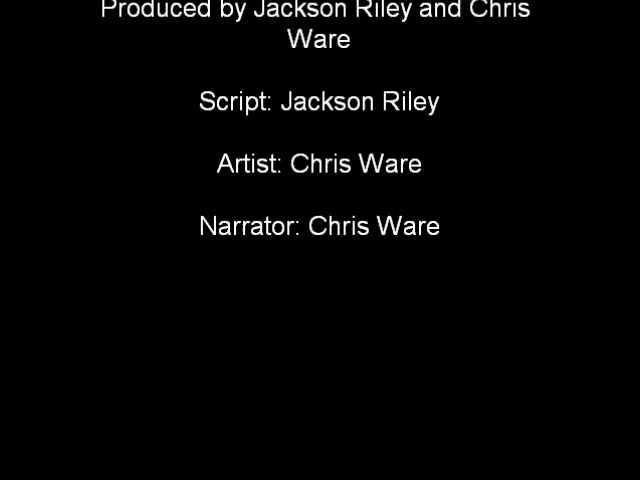 Produced by Jackson Riley and Chris
Ware
Script: Jackson Riley
Artist: Chris Ware
Narrator: Chris Ware